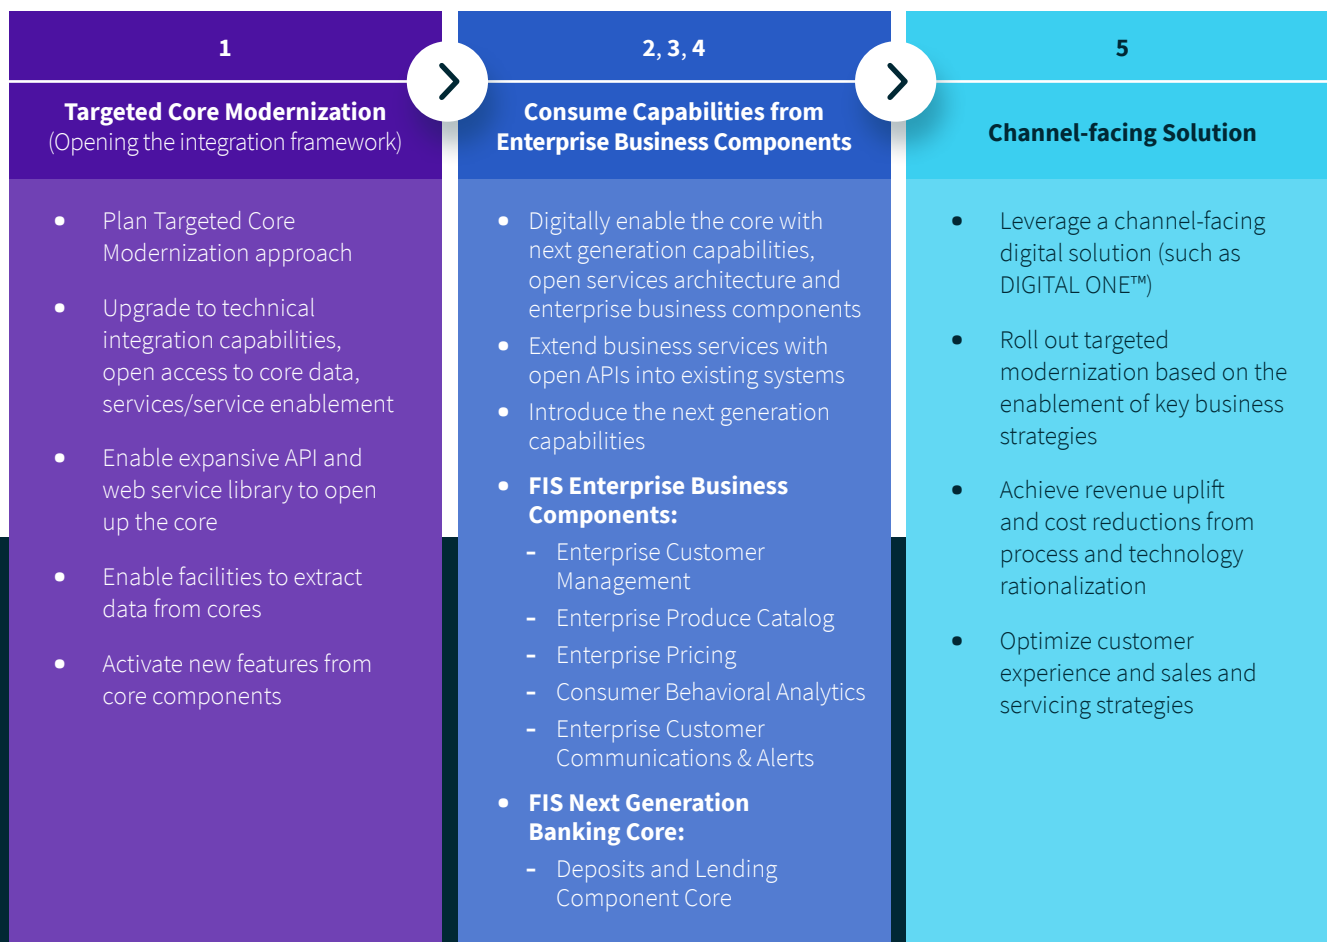 1
Targeted Core Modernization
(Opening the integration framework)
• Plan Targeted Core
Modernization approach
• Upgrade to technical
integration capabilities,
open access to core data,
services/service enablement
• Enable expansive API and
web service library to open
up the core
• Enable facilities to extract
data from cores
• Activate new features from
core components
2, 3, 4
Consume Capabilities from
Enterprise Business Components
• Digitally enable the core with
next generation capabilities,
open services architecture and
enterprise business components
• Extend business services with
open APIs into existing systems
• Introduce the next generation
capabilities
• FIS Enterprise Business
Components:
- Enterprise Customer
Management
- Enterprise Produce Catalog
- Enterprise Pricing
- Consumer Behavioral Analytics
- Enterprise Customer
Communications & Alerts
• FIS Next Generation
Banking Core:
- Deposits and Lending
Component Core
5
Channel-facing Solution
• Leverage a channel-facing
digital solution (such as
DIGITAL ONE™)
• Roll out targeted
modernization based on the
enablement of key business
strategies
• Achieve revenue uplift
and cost reductions from
process and technology
rationalization
• Optimize customer
experience and sales and
servicing strategies